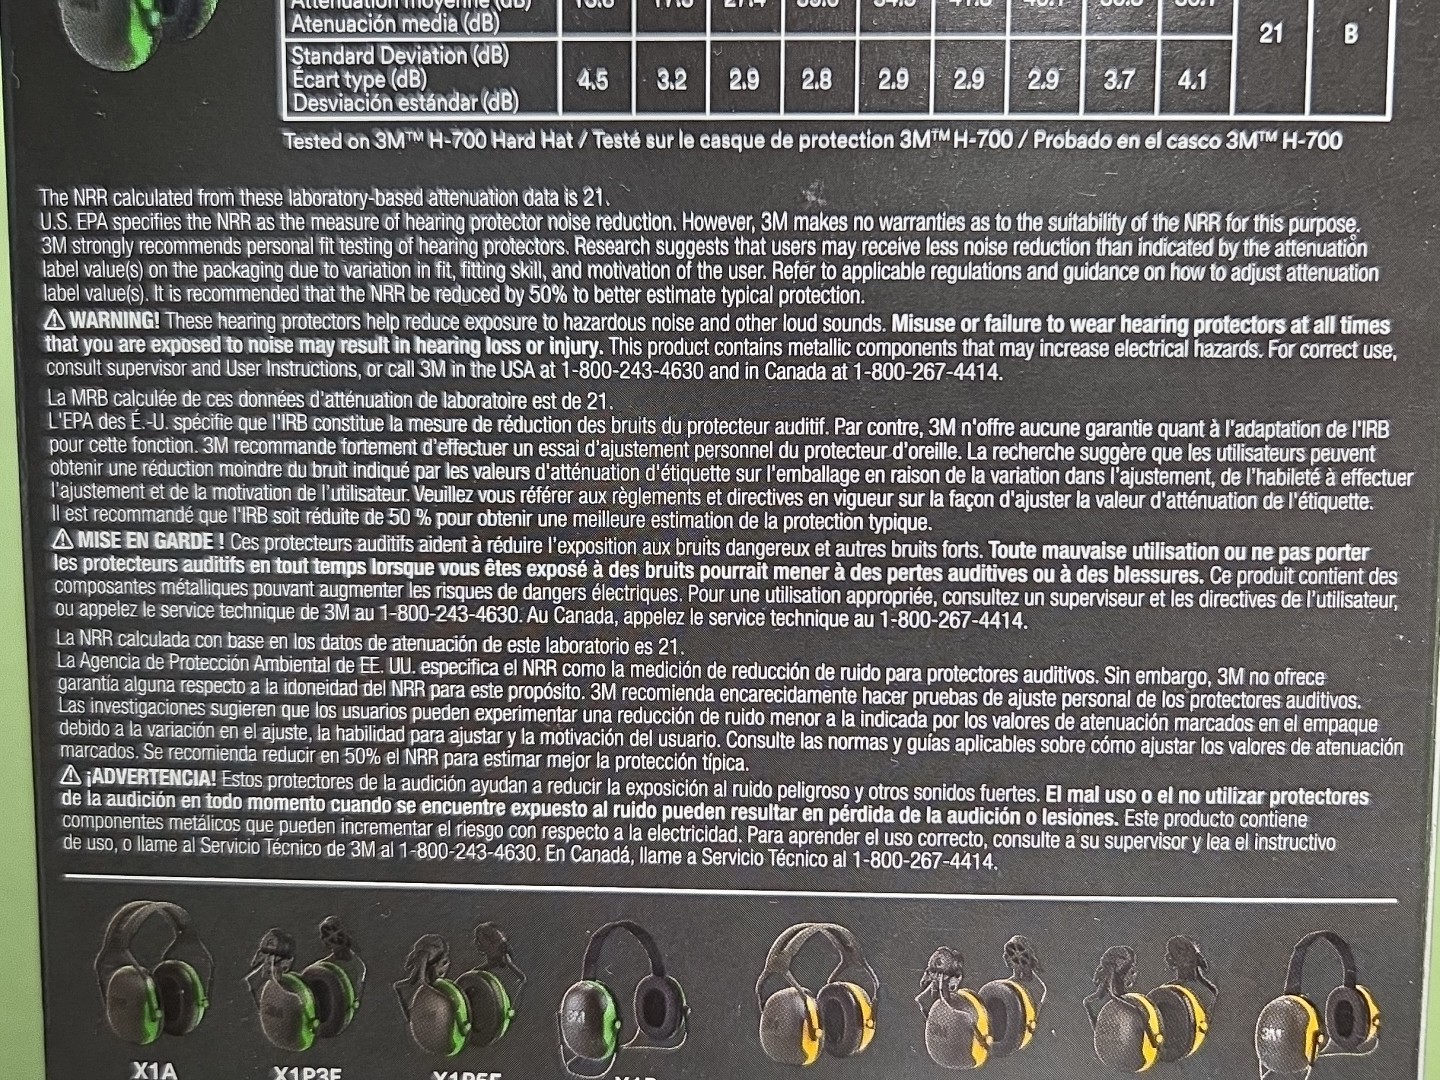 Atténuation moyenne (dB)
Atenuación media (dB)
21 B
Standard Deviation (dB)
Écart type (dB)
Desviación estándar (dB)
4.5 3.2 2.9 2.8 2.9 2.9 2.9 3.7 4.1
Tested on 3M™ H-700 Hard Hat / Testé sur le casque de protection 3M™ H-700 / Probado en el casco 3M™ H-700
The NRR calculated from these laboratory-based attenuation data is 21.
U.S. EPA specifies the NRR as the measure of hearing protector noise reduction. However, 3M makes no warranties as to the suitability of the NRR for this purpose.
3M strongly recommends personal fit testing of hearing protectors. Research suggests that users may receive less noise reduction than indicated by the attenuation
label value(s) on the packaging due to variation in fit, fitting skill, and motivation of the user. Refer to applicable regulations and guidance on how to adjust attenuation
label value(s). It is recommended that the NRR be reduced by 50% to better estimate typical protection.
⚠ WARNING! These hearing protectors help reduce exposure to hazardous noise and other loud sounds. Misuse or failure to wear hearing protectors at all times
that you are exposed to noise may result in hearing loss or injury. This product contains metallic components that may increase electrical hazards. For correct use,
consult supervisor and User Instructions, or call 3M in the USA at 1-800-243-4630 and in Canada at 1-800-267-4414.
La MRB calculée de ces données d'atténuation de laboratoire est de 21.
L'EPA des É.-U. spécifie que l'IRB constitue la mesure de réduction des bruits du protecteur auditif. Par contre, 3M n'offre aucune garantie quant à l'adaptation de l'IRB
pour cette fonction. 3M recommande fortement d'effectuer un essai d'ajustement personnel du protecteur d'oreille. La recherche suggère que les utilisateurs peuvent
obtenir une réduction moindre du bruit indiqué par les valeurs d'atténuation d'étiquette sur l'emballage en raison de la variation dans l'ajustement, de l'habileté à effectuer
l'ajustement et de la motivation de l'utilisateur. Veuillez vous référer aux règlements et directives en vigueur sur la façon d'ajuster la valeur d'atténuation de l'étiquette.
Il est recommandé que l'IRB soit réduite de 50 % pour obtenir une meilleure estimation de la protection typique.
⚠ MISE EN GARDE ! Ces protecteurs auditifs aident à réduire l'exposition aux bruits dangereux et autres bruits forts. Toute mauvaise utilisation ou ne pas porter
les protecteurs auditifs en tout temps lorsque vous êtes exposé à des bruits pourrait mener à des pertes auditives ou à des blessures. Ce produit contient des
composantes métalliques pouvant augmenter les risques de dangers électriques. Pour une utilisation appropriée, consultez un superviseur et les directives de l'utilisateur,
ou appelez le service technique de 3M au 1-800-243-4630. Au Canada, appelez le service technique au 1-800-267-4414.
La NRR calculada con base en los datos de atenuación de este laboratorio es 21.
La Agencia de Protección Ambiental de EE. UU. especifica el NRR como la medición de reducción de ruido para protectores auditivos. Sin embargo, 3M no ofrece
garantía alguna respecto a la idoneidad del NRR para este propósito. 3M recomienda encarecidamente hacer pruebas de ajuste personal de los protectores auditivos.
Las investigaciones sugieren que los usuarios pueden experimentar una reducción de ruido menor a la indicada por los valores de atenuación marcados en el empaque
debido a la variación en el ajuste, la habilidad para ajustar y la motivación del usuario. Consulte las normas y guías aplicables sobre cómo ajustar los valores de atenuación
marcados. Se recomienda reducir en 50% el NRR para estimar mejor la protección típica.
⚠ ¡ADVERTENCIA! Estos protectores de la audición ayudan a reducir la exposición al ruido peligroso y otros sonidos fuertes. El mal uso o el no utilizar protectores
de la audición en todo momento cuando se encuentre expuesto al ruido pueden resultar en pérdida de la audición o lesiones. Este producto contiene
componentes metálicos que pueden incrementar el riesgo con respecto a la electricidad. Para aprender el uso correcto, consulte a su supervisor y lea el instructivo
de uso, o llame al Servicio Técnico de 3M al 1-800-243-4630. En Canadá, llame a Servicio Técnico al 1-800-267-4414.
3M 3M
X1A X1P3E X1P5E